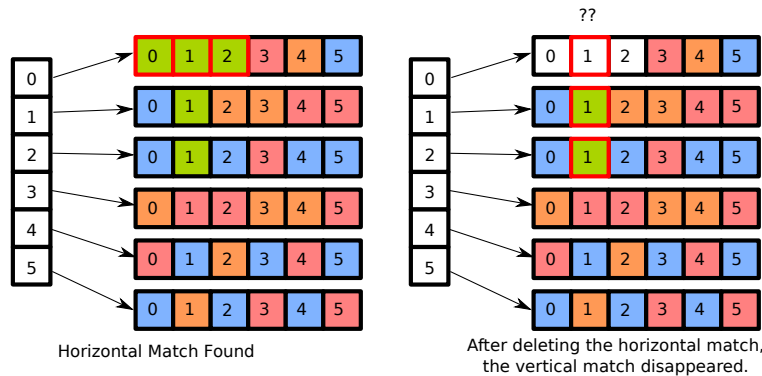 ??
0
1
2
3
4
5
0 1 2 3 4 5
0 1 2 3 4 5
0 1 2 3 4 5
0 1 2 3 4 5
0 1 2 3 4 5
0 1 2 3 4 5
Horizontal Match Found
0
1
2
3
4
5
0 1 2 3 4 5
0 1 2 3 4 5
0 1 2 3 4 5
0 1 2 3 4 5
0 1 2 3 4 5
0 1 2 3 4 5
After deleting the horizontal match,
the vertical match disappeared.